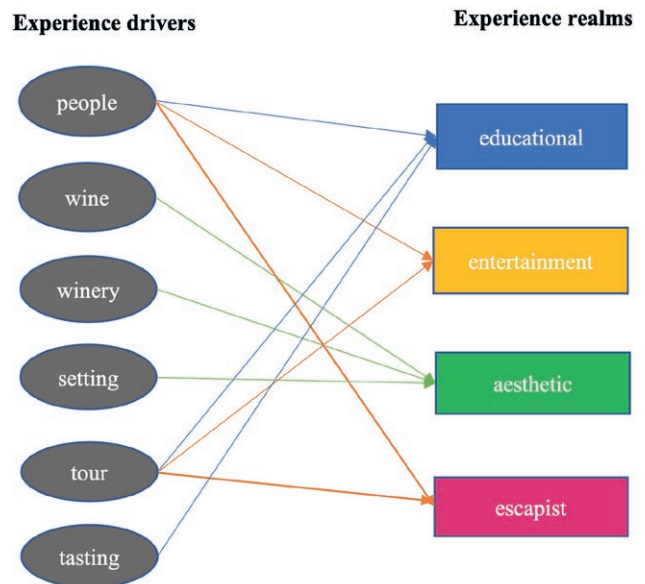 Experience drivers
Experience realms
people
wine
winery
setting
tour
tasting
educational
entertainment
aesthetic
escapist